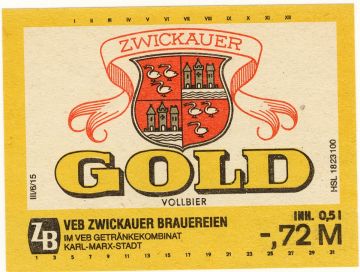 I II III IV V VI VII VIII IX X XI XII
ZWICKAUER
GOLD
VOLLBIER
III/6/15
HSL 1823100
ZB
VEB ZWICKAUER BRAUEREIEN
IM VEB GETRÄNKEKOMBINAT
KARL-MARX-STADT
INH. 0,5 l
-,72 M
1 3 5 7 9 11 13 15 17 19 21 23 25 27 29 31